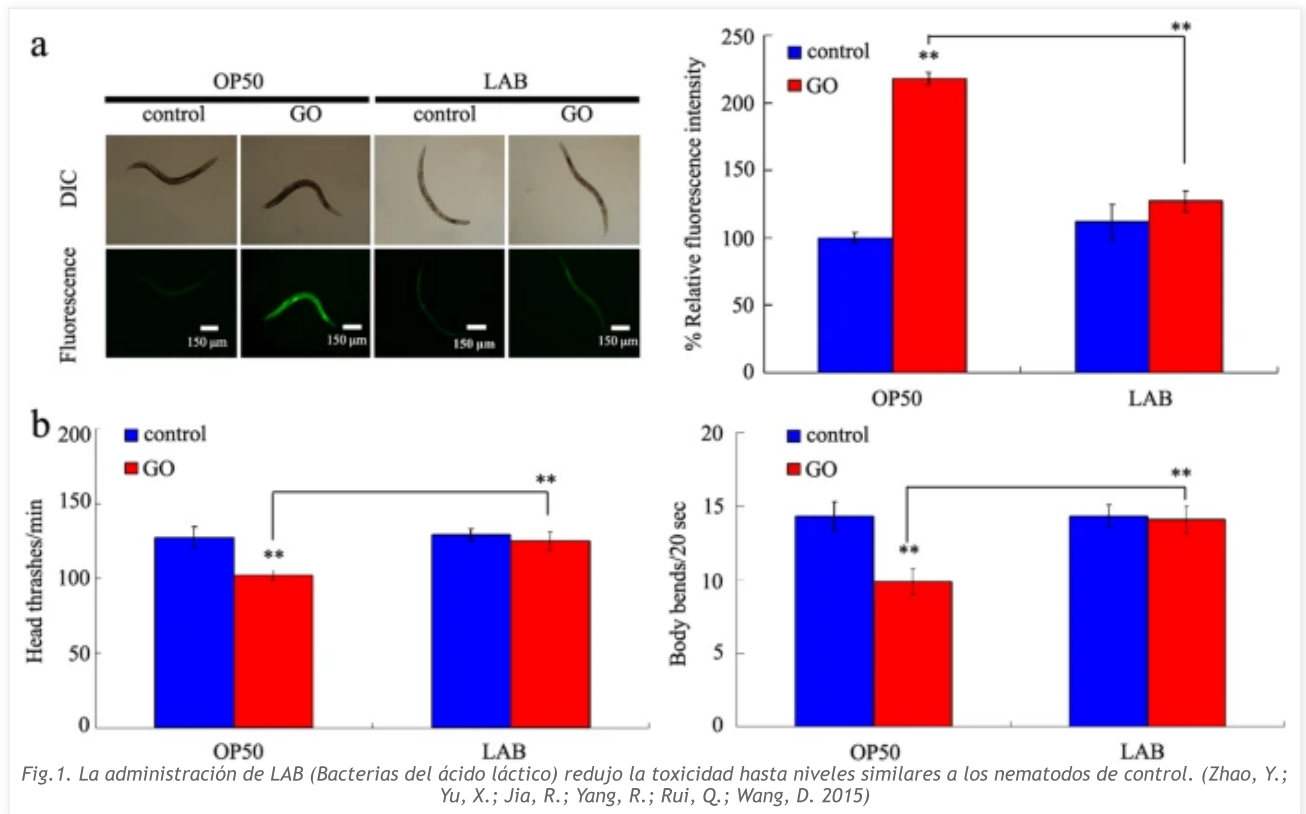 a
OP50 LAB
control GO control GO
DIC
Fluorescence
150 μm 150 μm 150 μm 150 μm
% Relative fluorescence intensity
250
200
150
100
50
0
control
GO
**
**
OP50 LAB
b
Head thrashes/min
200
150
100
50
0
control
GO
**
**
OP50 LAB
Body bends/20 sec
20
15
10
5
0
control
GO
**
**
OP50 LAB
Fig.1. La administración de LAB (Bacterias del ácido láctico) redujo la toxicidad hasta niveles similares a los nematodos de control. (Zhao, Y.;
Yu, X.; Jia, R.; Yang, R.; Rui, Q.; Wang, D. 2015)